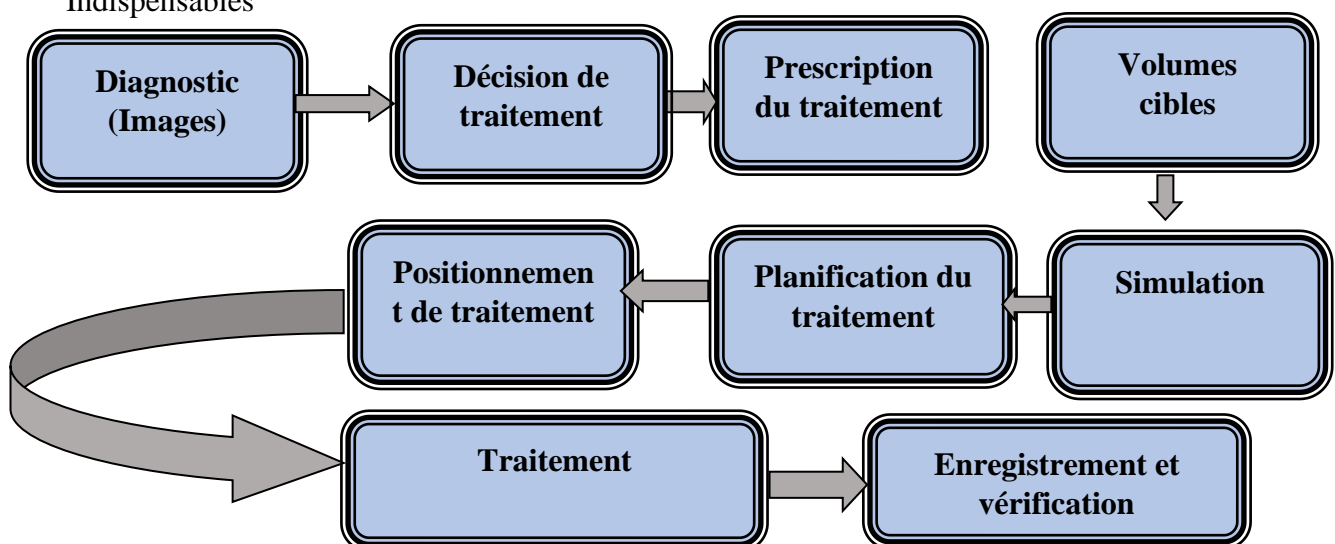 Indispensables
Diagnostic
(Images)
Décision de
traitement
Prescription
du traitement
Volumes
cibles
Simulation
Planification du
traitement
Positionnemen
t de traitement
Traitement
Enregistrement et
vérification